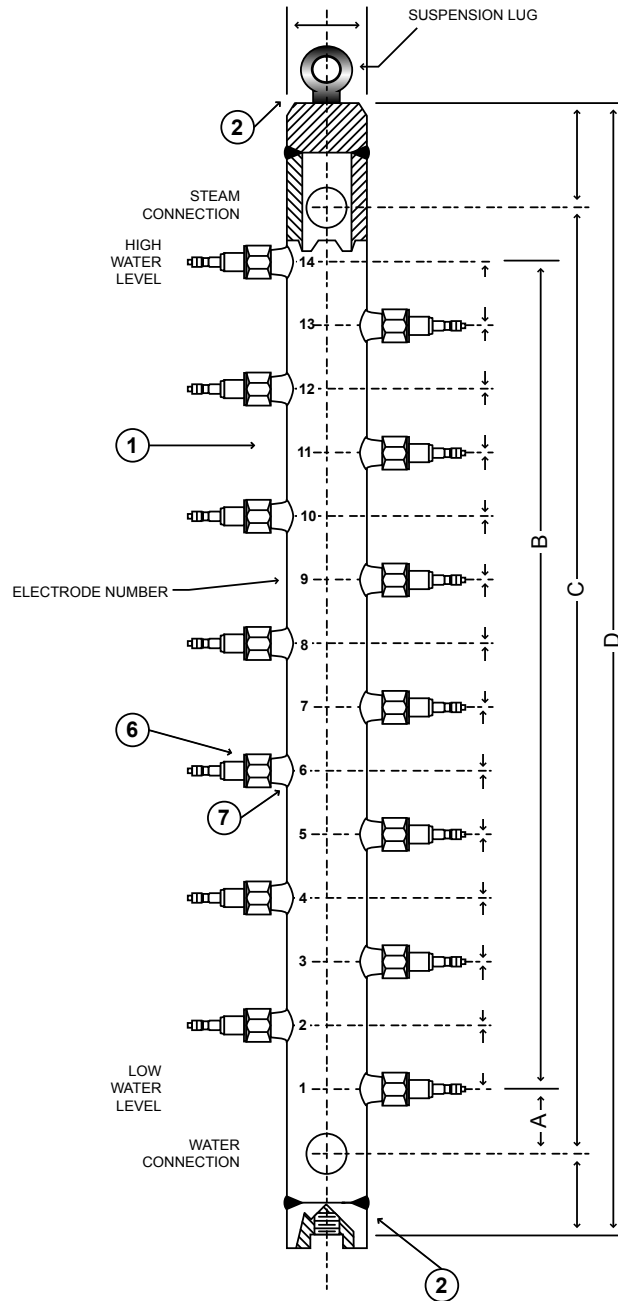 SUSPENSION LUG
2
STEAM
CONNECTION
HIGH
WATER
LEVEL
14
13
12
1
11
10
B
C
D
ELECTRODE NUMBER
9
8
7
6
6
7
5
4
3
2
LOW
WATER
LEVEL
1
A
WATER
CONNECTION
2